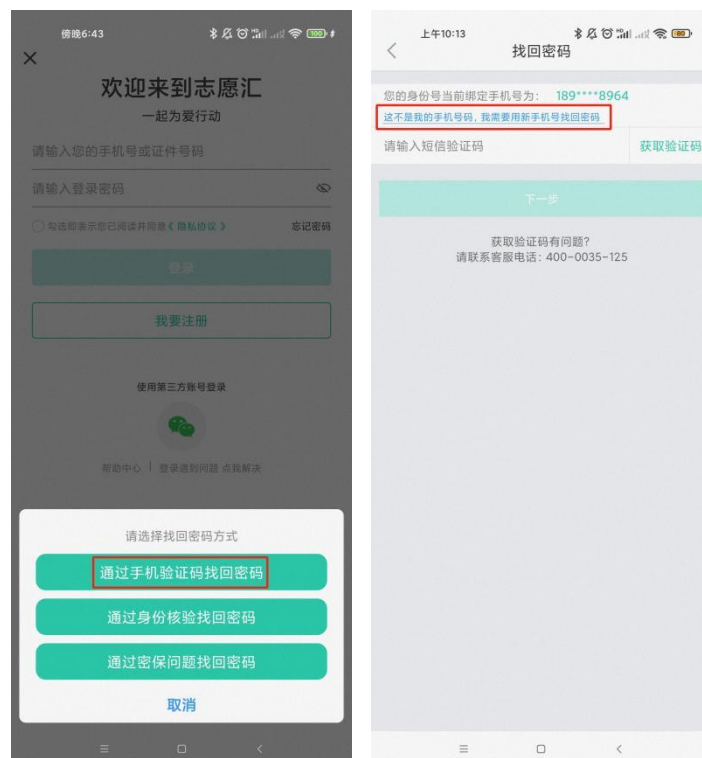 傍晚6:43
100
欢迎来到志愿汇
一起为爱行动
请输入您的手机号或证件号码
请输入登录密码
勾选即表示您已阅读并同意《隐私协议》
忘记密码
登录
我要注册
使用第三方账号登录
帮助中心 | 登录遇到问题 点我解决
请选择找回密码方式
通过手机验证码找回密码
通过身份核验找回密码
通过密保问题找回密码
取消
上午10:13
80
找回密码
您的身份号当前绑定手机号为: 189****8964
这不是我的手机号码, 我需要用新手机号找回密码
请输入短信验证码
获取验证码
下一步
获取验证码有问题?
请联系客服电话: 400-0035-125